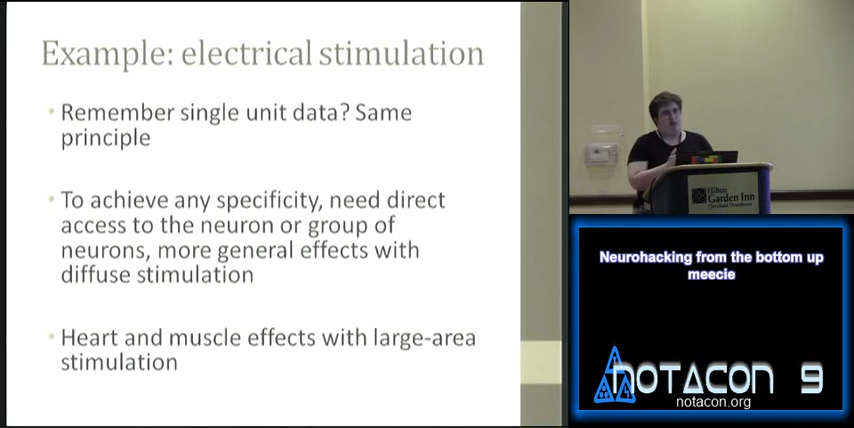 Example: electrical stimulation
• Remember single unit data? Same
principle
• To achieve any specificity, need direct
access to the neuron or group of
neurons, more general effects with
diffuse stimulation
• Heart and muscle effects with large-area
stimulation
Hilton
Garden Inn
Cleveland Downtown
Neurohacking from the bottom up
meecie
NOTACON 9
notacon.org